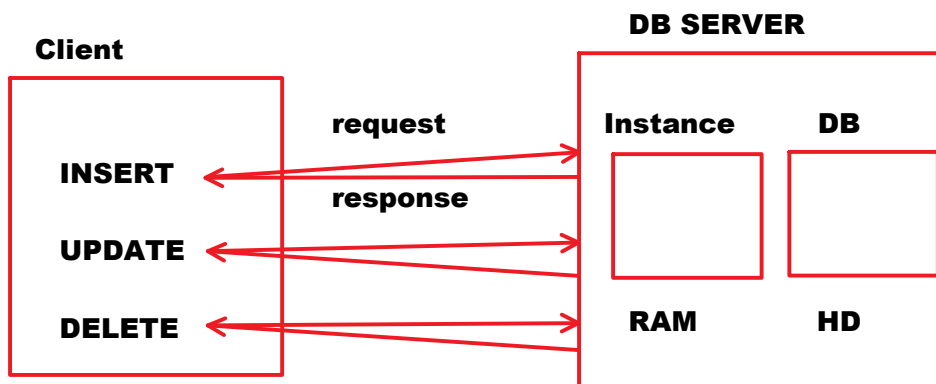 DB SERVER
Client
request
Instance DB
INSERT
response
UPDATE
DELETE
RAM HD